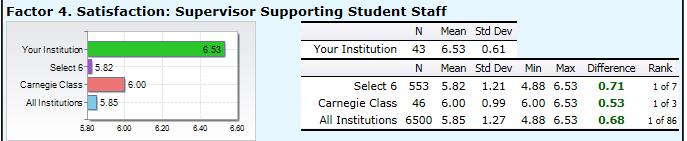 Factor 4. Satisfaction: Supervisor Supporting Student Staff
Your Institution 6.53
Select 6 5.82
Carnegie Class 6.00
All Institutions 5.85
5.80 6.00 6.20 6.40 6.60
N Mean Std Dev
Your Institution 43 6.53 0.61
N Mean Std Dev Min Max Difference Rank
Select 6 553 5.82 1.21 4.88 6.53 0.71 1 of 7
Carnegie Class 46 6.00 0.99 6.00 6.53 0.53 1 of 3
All Institutions 6500 5.85 1.27 4.88 6.53 0.68 1 of 86